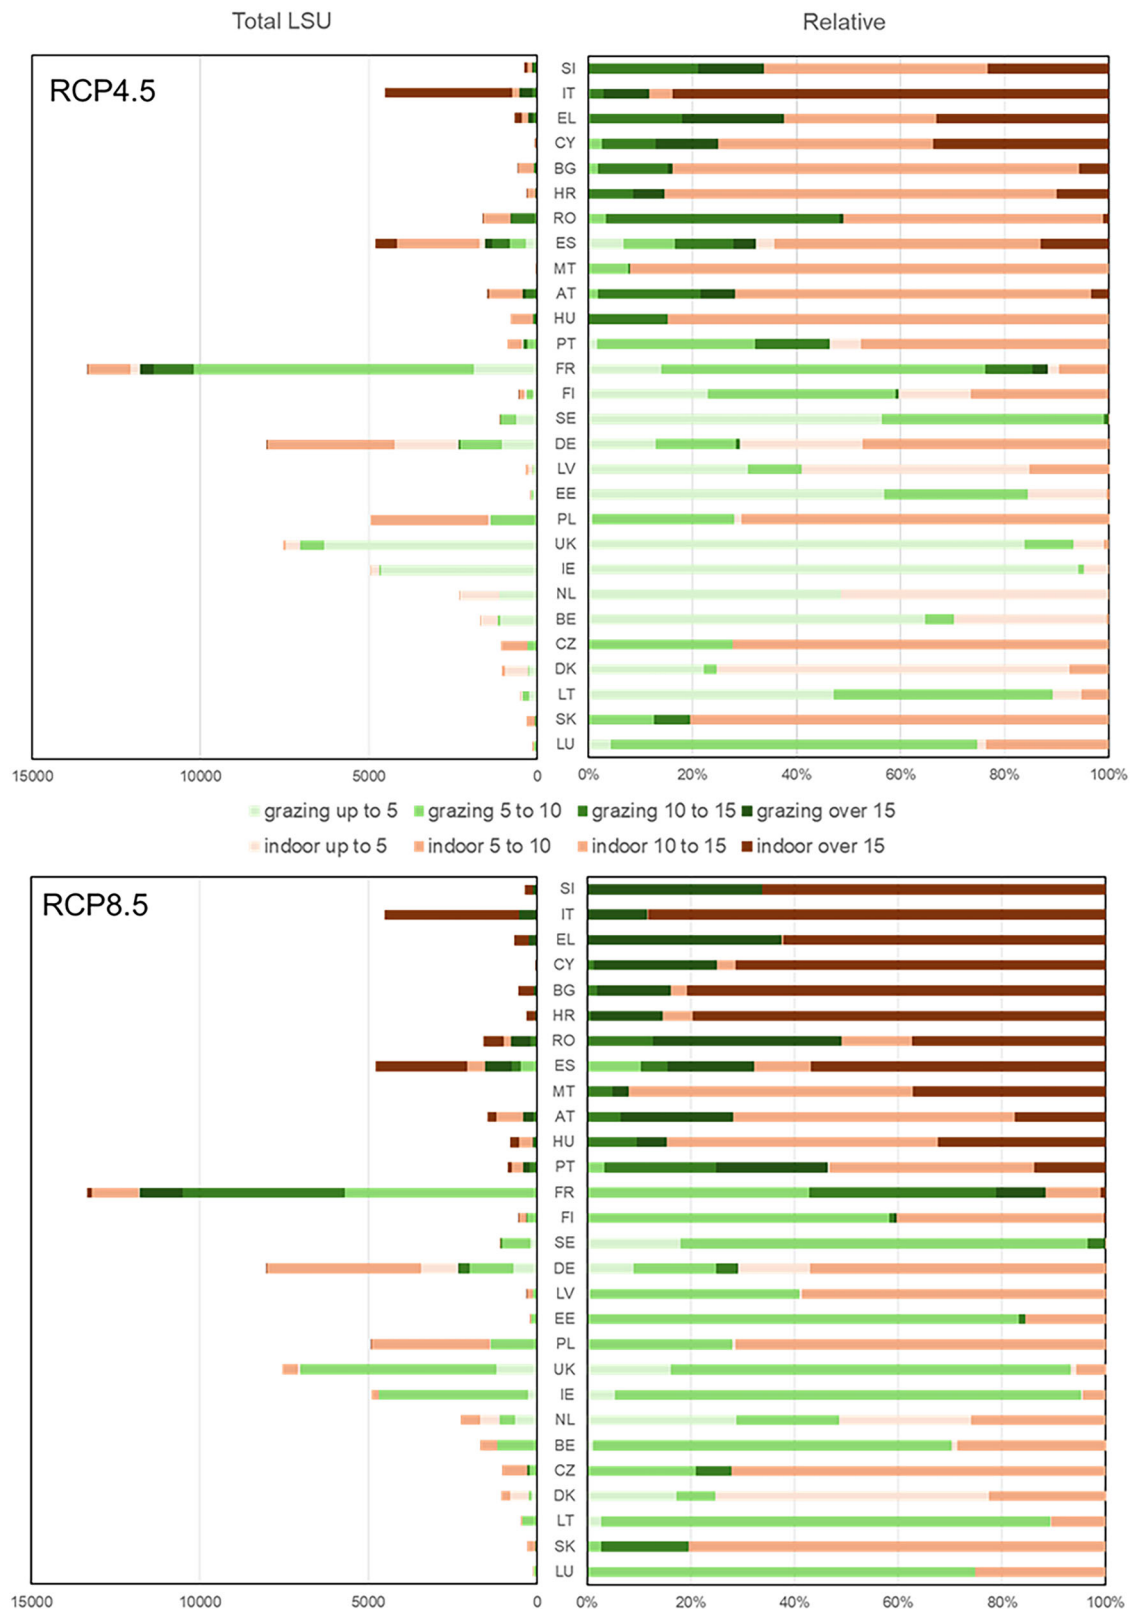 Total LSU Relative
RCP4.5
SI
IT
EL
CY
BG
HR
RO
ES
MT
AT
HU
PT
FR
FI
SE
DE
LV
EE
PL
UK
IE
NL
BE
CZ
DK
LT
SK
LU
15000 10000 5000 0 0% 20% 40% 60% 80% 100%
grazing up to 5 grazing 5 to 10 grazing 10 to 15 grazing over 15
indoor up to 5 indoor 5 to 10 indoor 10 to 15 indoor over 15
RCP8.5
SI
IT
EL
CY
BG
HR
RO
ES
MT
AT
HU
PT
FR
FI
SE
DE
LV
EE
PL
UK
IE
NL
BE
CZ
DK
LT
SK
LU
15000 10000 5000 0 0% 20% 40% 60% 80% 100%